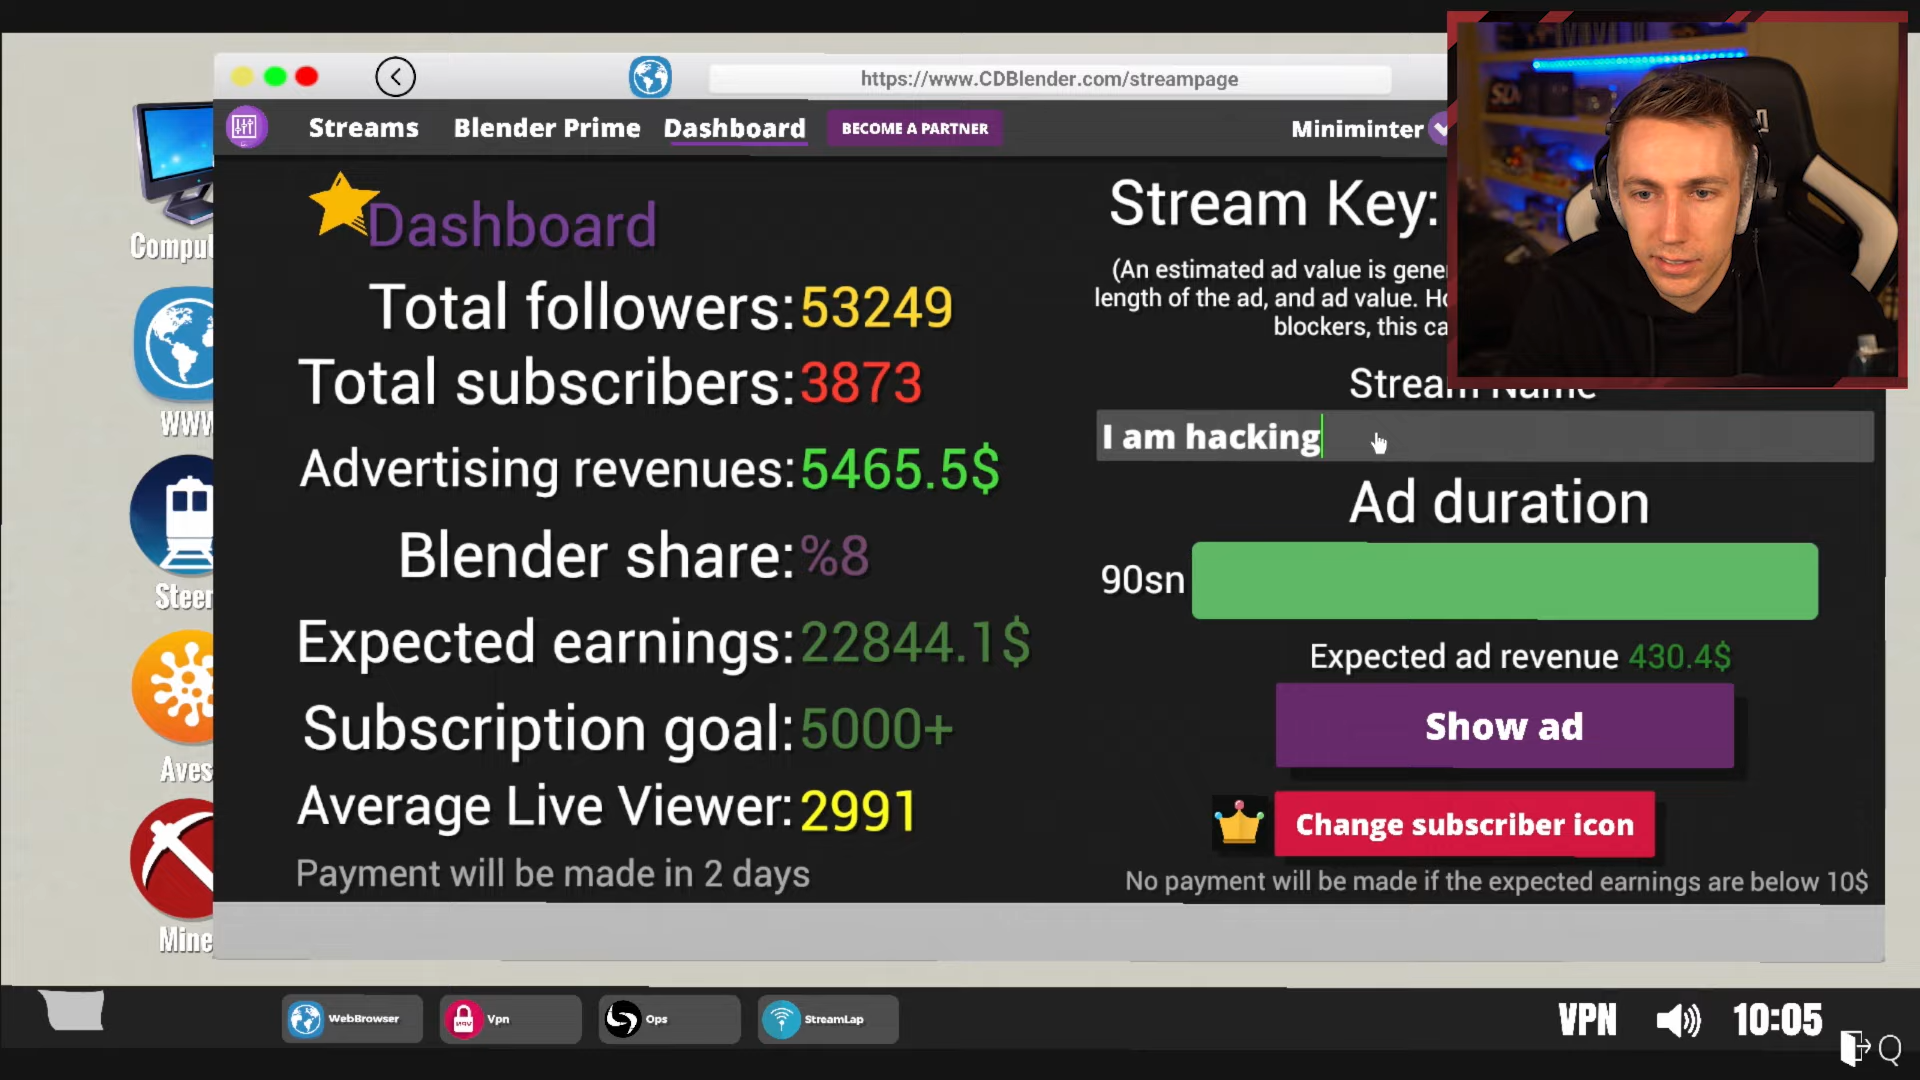 https://www.CDBlender.com/streampage
Streams Blender Prime Dashboard BECOME A PARTNER Miniminter
Dashboard
Total followers:53249
Total subscribers:3873
Advertising revenues:5465.5$
Blender share:%8
Expected earnings:22844.1$
Subscription goal:5000+
Average Live Viewer:2991
Payment will be made in 2 days
Stream Key:
(An estimated ad value is gene
length of the ad, and ad value. Ho
blockers, this ca
Stream Name
I am hacking
Ad duration
90sn
Expected ad revenue 430.4$
Show ad
Change subscriber icon
No payment will be made if the expected earnings are below 10$
Comput
WWW
Steer
Aves
Mine
WebBrowser
Vpn
Ops
StreamLap
VPN 10:05
Q